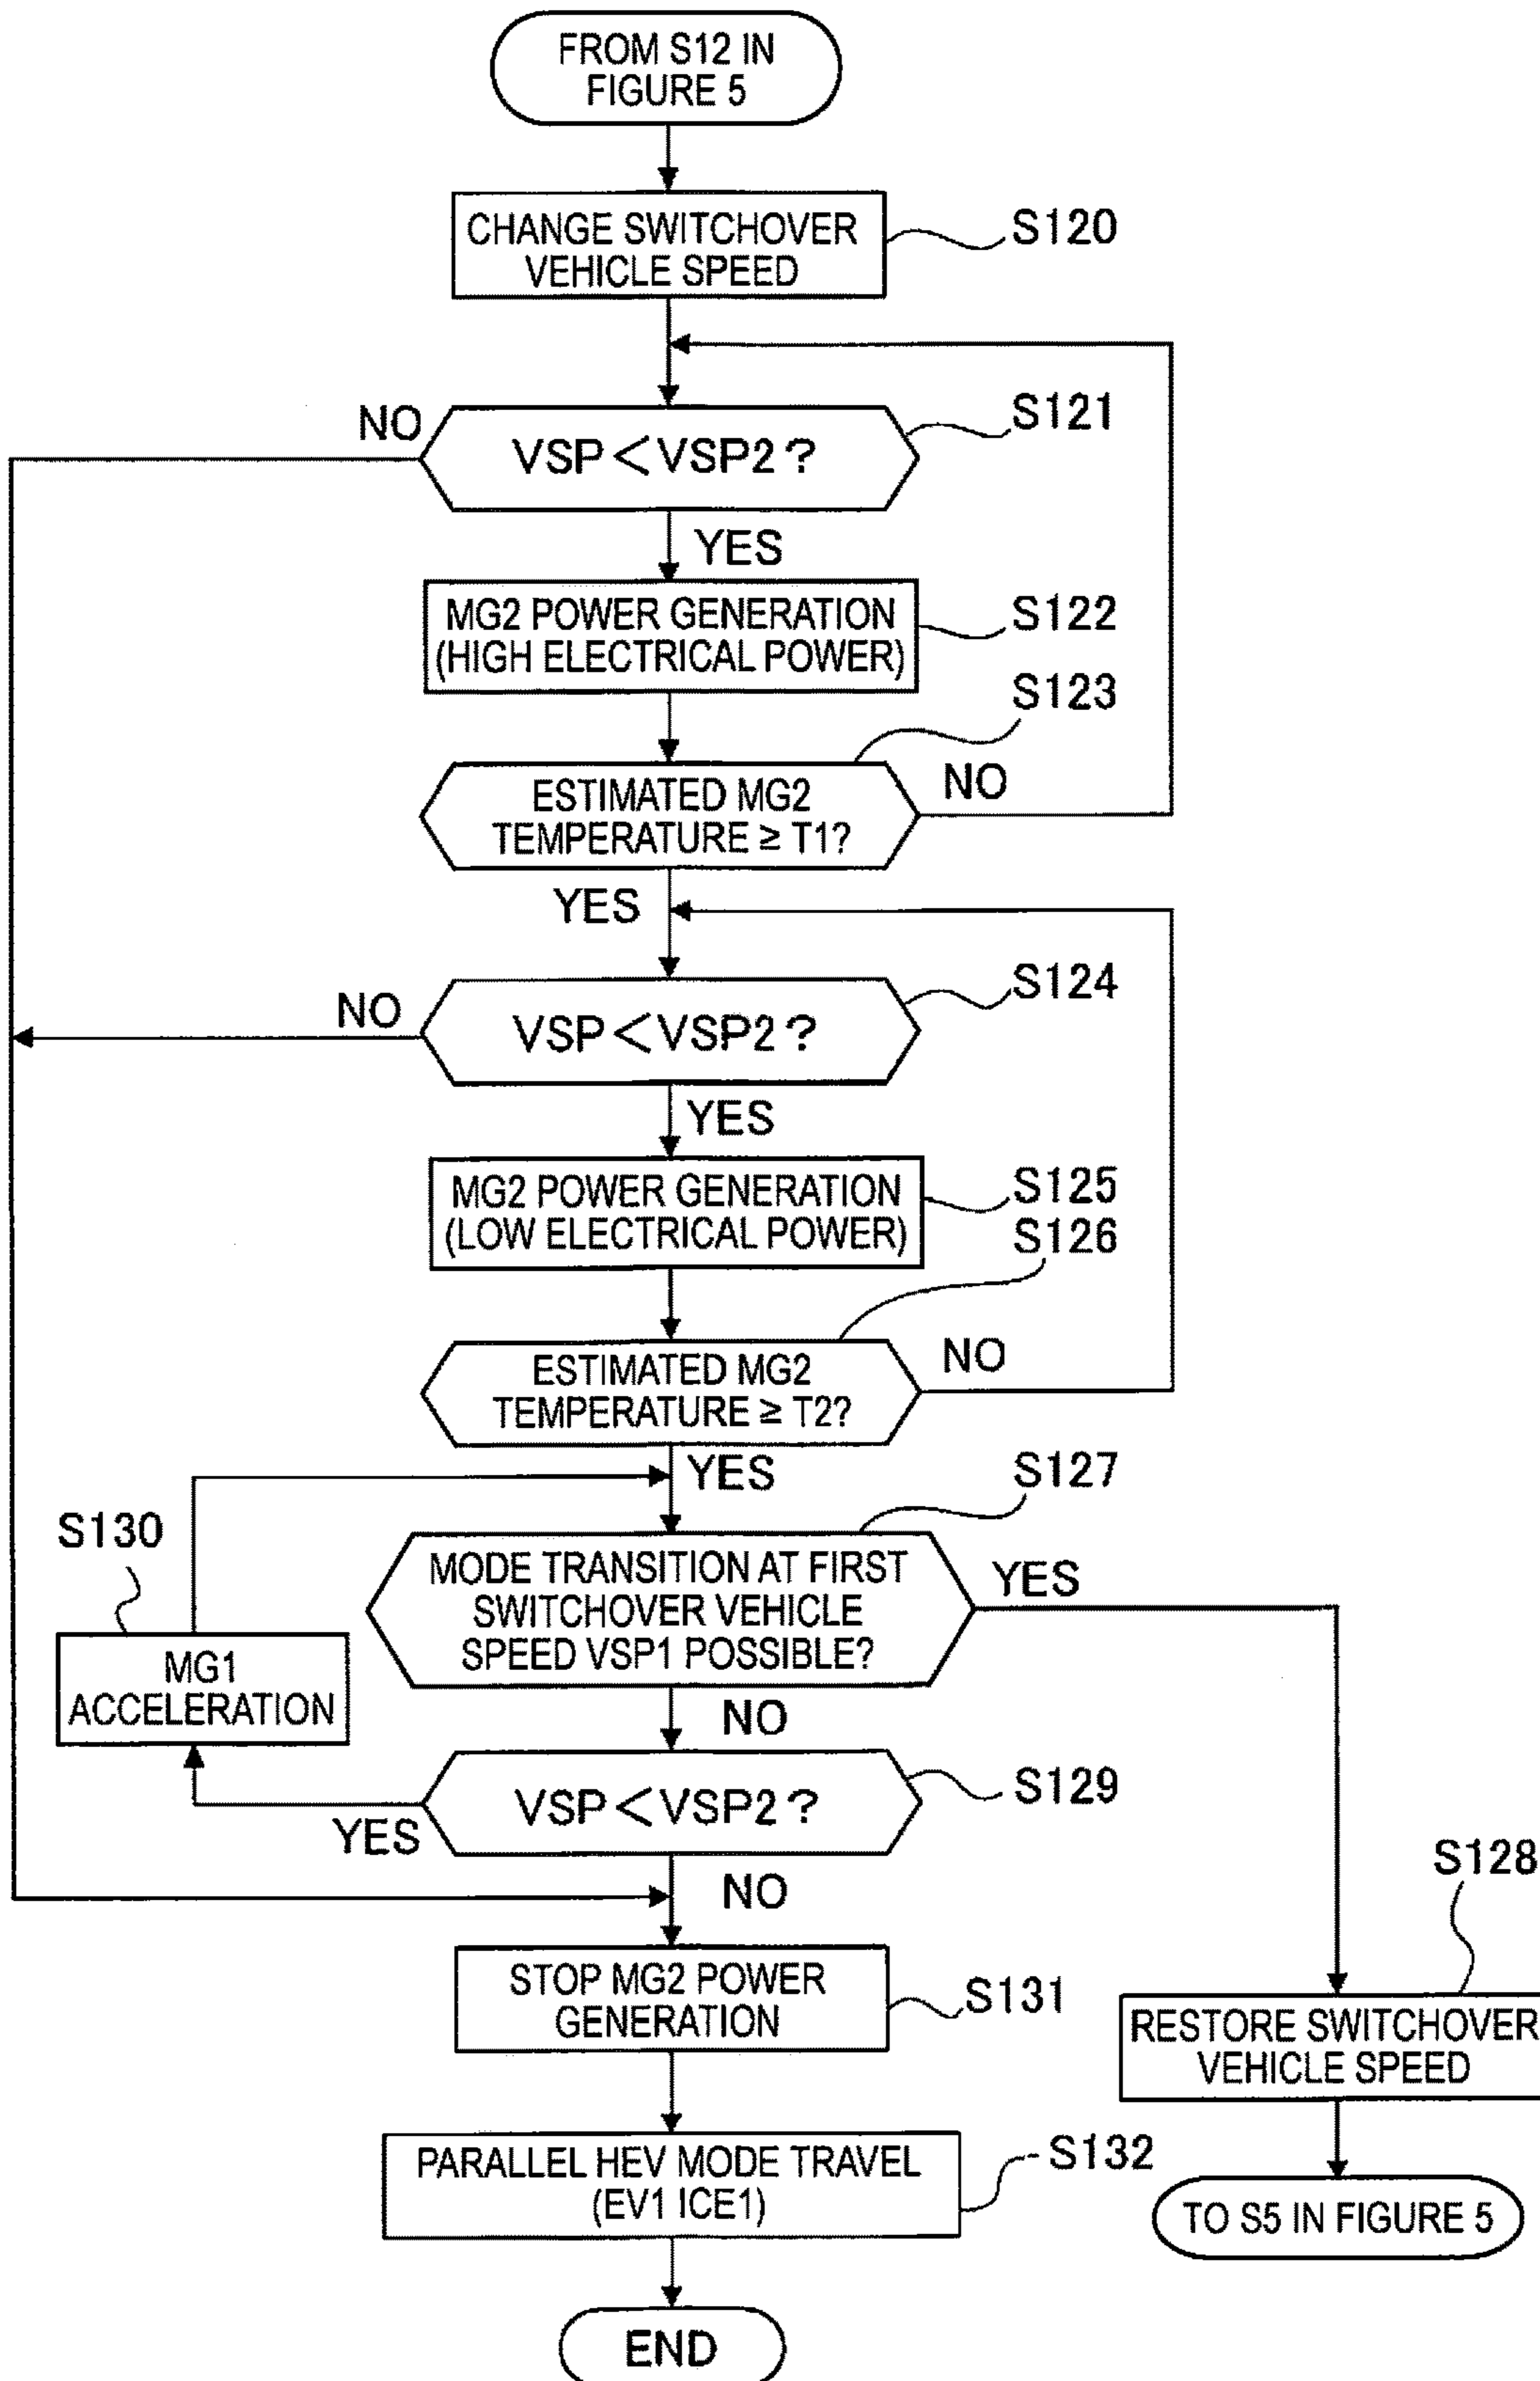 FROM S12 IN
FIGURE 5
CHANGE SWITCHOVER
VEHICLE SPEED
S120
NO
VSP<VSP2?
S121
YES
MG2 POWER GENERATION
(HIGH ELECTRICAL POWER)
S122
S123
ESTIMATED MG2
TEMPERATURE ≥ T1?
NO
YES
NO
VSP<VSP2?
S124
YES
MG2 POWER GENERATION
(LOW ELECTRICAL POWER)
S125
S126
ESTIMATED MG2
TEMPERATURE ≥ T2?
NO
YES
S127
S130
MODE TRANSITION AT FIRST
SWITCHOVER VEHICLE
SPEED VSP1 POSSIBLE?
YES
MG1
ACCELERATION
NO
VSP<VSP2?
S129
YES
NO
S128
STOP MG2 POWER
GENERATION
S131
RESTORE SWITCHOVER
VEHICLE SPEED
PARALLEL HEV MODE TRAVEL
(EV1 ICE1)
S132
TO S5 IN FIGURE 5
END